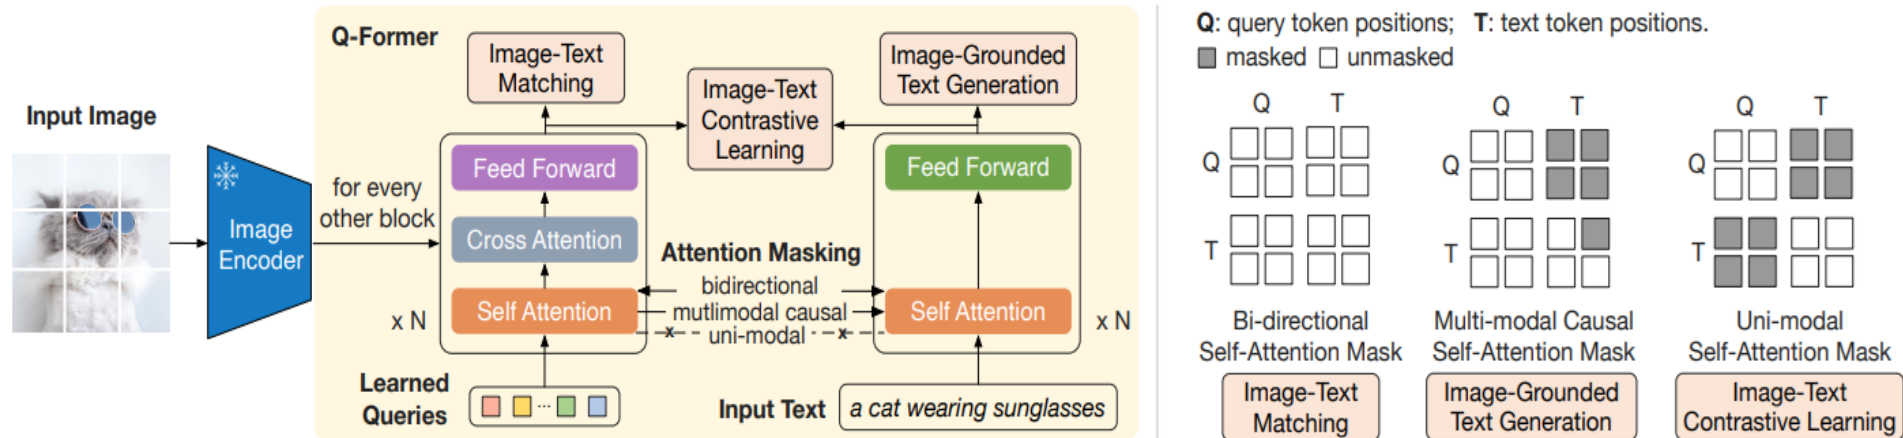 Q-Former
Input Image
Image
Encoder
for every
other block
Image-Text
Matching
Image-Text
Contrastive
Learning
Image-Grounded
Text Generation
Feed Forward
Cross Attention
Self Attention
x N
Attention Masking
bidirectional
mutlimodal causal
x uni-modal x
Feed Forward
Self Attention
x N
Learned
Queries
...
Input Text
a cat wearing sunglasses
Q: query token positions; T: text token positions.
masked unmasked
Q T
Q
T
Bi-directional
Self-Attention Mask
Image-Text
Matching
Q T
Q
T
Multi-modal Causal
Self-Attention Mask
Image-Grounded
Text Generation
Q T
Q
T
Uni-modal
Self-Attention Mask
Image-Text
Contrastive Learning